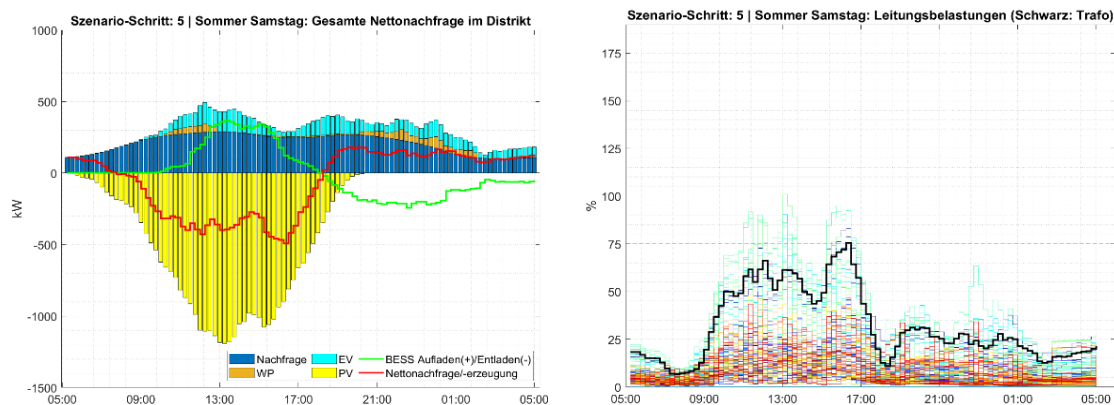 Szenario-Schritt: 5 | Sommer Samstag: Gesamte Nettonachfrage im Distrikt
1000
500
0
-500
-1000
-1500
kW
Nachfrage
WP
EV
PV
BESS Aufladen(+)/Entladen(-)
Nettonachfrage/-erzeugung
05:00 09:00 13:00 17:00 21:00 01:00 05:00
Szenario-Schritt: 5 | Sommer Samstag: Leitungsbelastungen (Schwarz: Trafo)
175
150
125
100
75
50
25
0
%
05:00 09:00 13:00 17:00 21:00 01:00 05:00